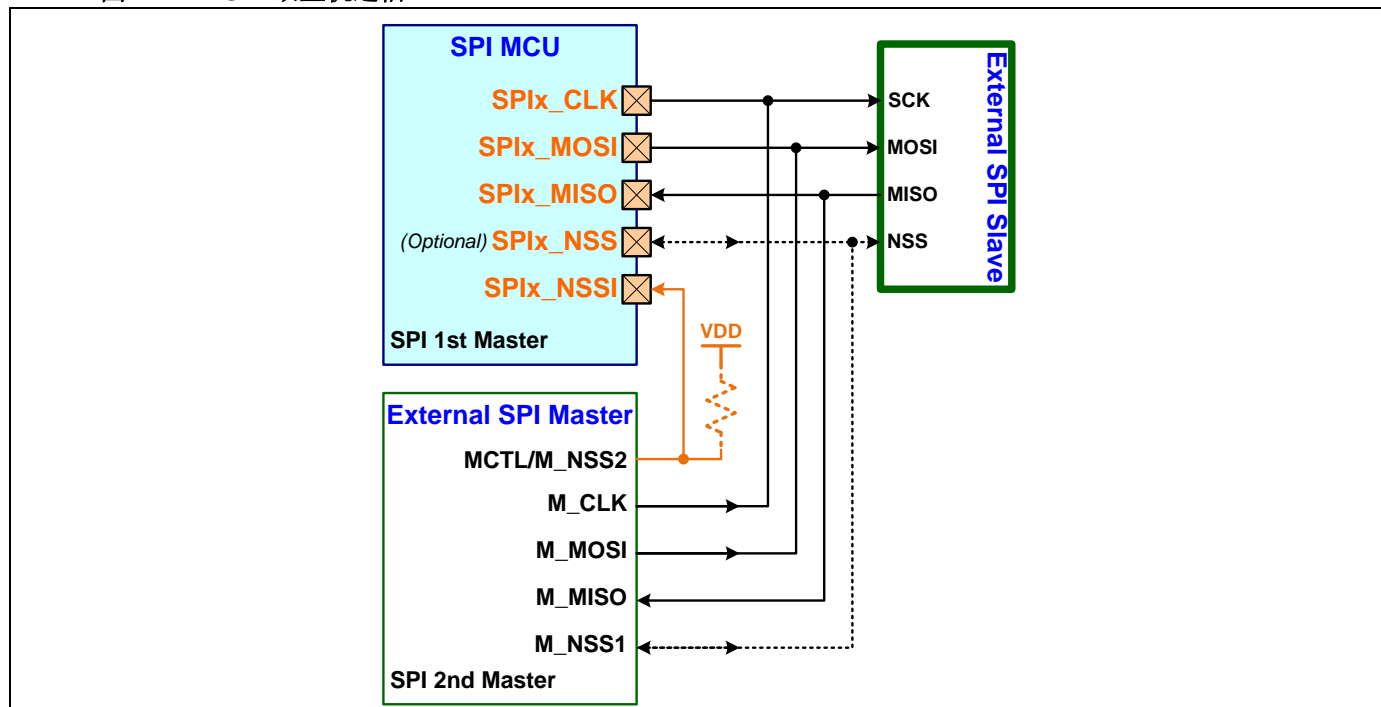 SPI MCU
SPIx_CLK
SPIx_MOSI
SPIx_MISO
(Optional) SPIx_NSS
SPIx_NSSI
SPI 1st Master
External SPI Slave
SCK
MOSI
MISO
NSS
VDD
External SPI Master
MCTL/M_NSS2
M_CLK
M_MOSI
M_MISO
M_NSS1
SPI 2nd Master